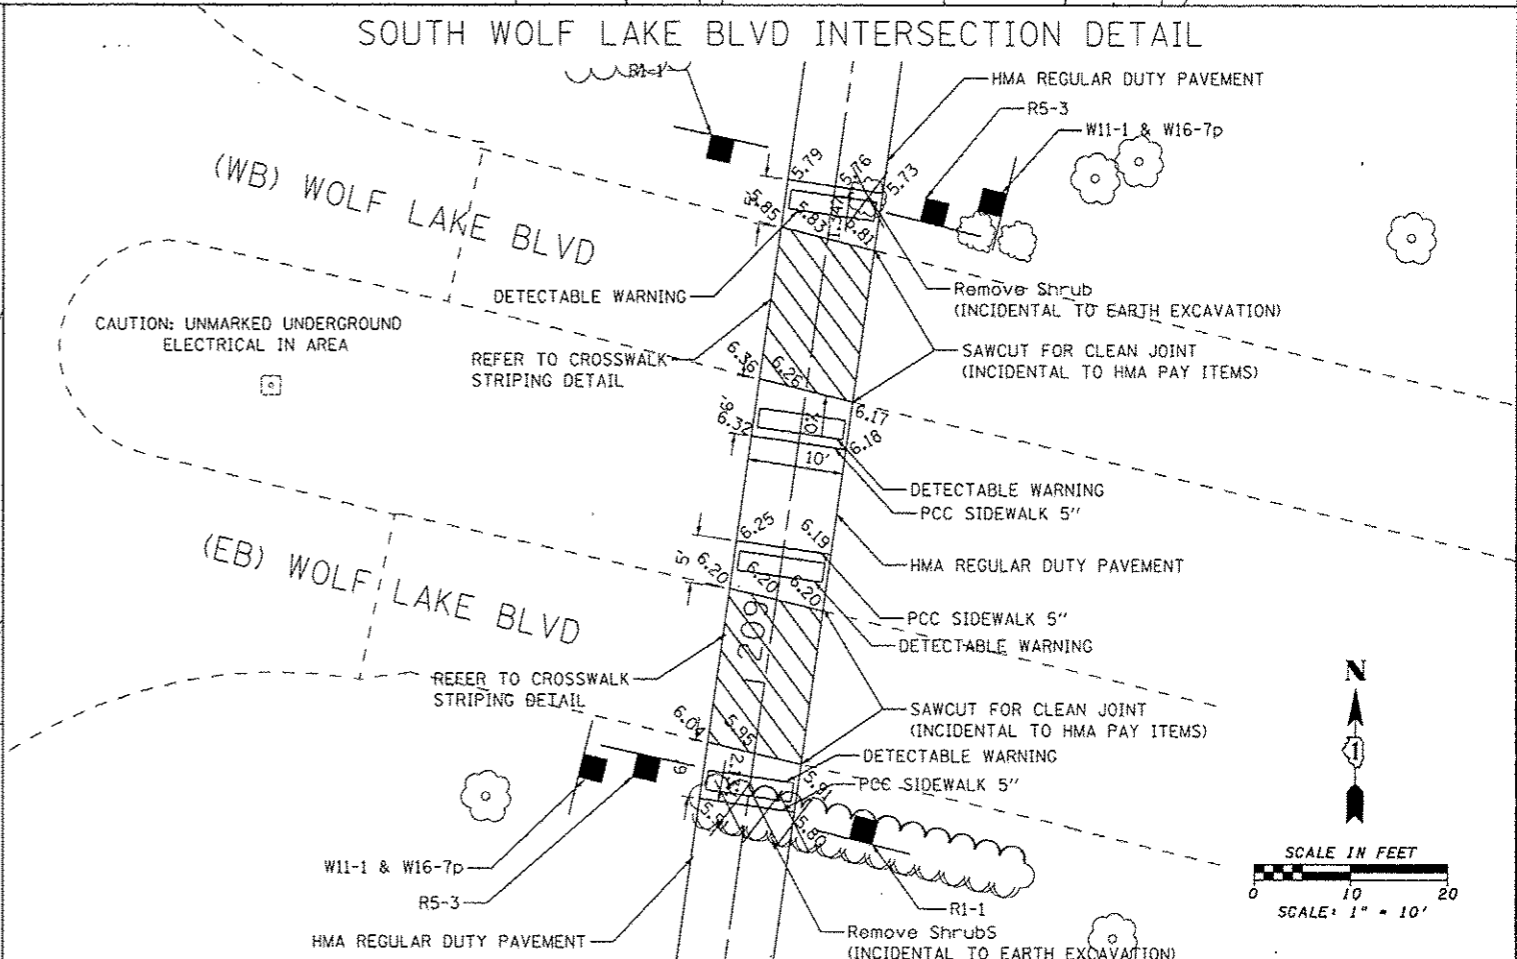 SOUTH WOLF LAKE BLVD INTERSECTION DETAIL
R1-1
HMA REGULAR DUTY PAVEMENT
R5-3
W11-1 & W16-7p
5.79
5.76
5.73
(WB) WOLF LAKE BLVD
5.85
5.83
5.81
DETECTABLE WARNING
Remove Shrub
(INCIDENTAL TO EARTH EXCAVATION)
CAUTION: UNMARKED UNDERGROUND
ELECTRICAL IN AREA
REFER TO CROSSWALK
STRIPING DETAIL
SAWCUT FOR CLEAN JOINT
(INCIDENTAL TO HMA PAY ITEMS)
6.36
6.26
6.17
6.32
6.18
10'
DETECTABLE WARNING
PCC SIDEWALK 5"
6.25
6.19
(EB) WOLF LAKE BLVD
5'
6.20
6.20
6.20
HMA REGULAR DUTY PAVEMENT
PCC SIDEWALK 5"
DETECTABLE WARNING
REFER TO CROSSWALK
STRIPING DETAIL
SAWCUT FOR CLEAN JOINT
(INCIDENTAL TO HMA PAY ITEMS)
6.04
5.95
DETECTABLE WARNING
5.91
PCC SIDEWALK 5"
5.80
N
1
SCALE IN FEET
0 10 20
SCALE: 1" = 10'
W11-1 & W16-7p
R5-3
R1-1
HMA REGULAR DUTY PAVEMENT
Remove ShrubS
(INCIDENTAL TO EARTH EXCAVATION)